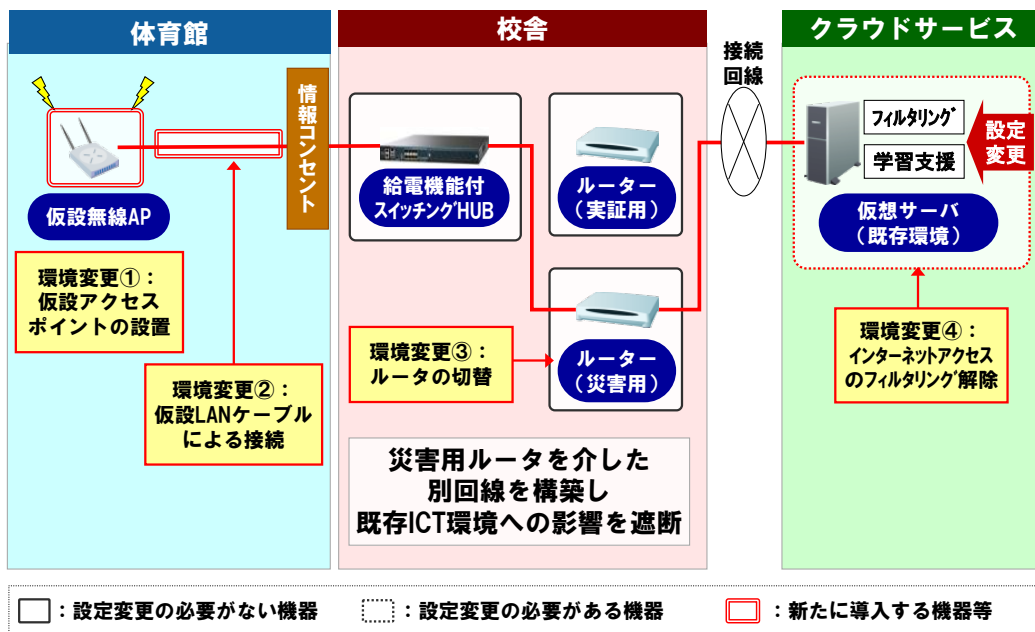 体育館
校舎
クラウドサービス
接続
回線
情報コンセント
給電機能付
スイッチングHUB
ルーター
（実証用）
フィルタリング
学習支援
設定
変更
仮設無線AP
仮想サーバ
（既存環境）
環境変更①：
仮設アクセス
ポイントの設置
環境変更②：
仮設LANケーブル
による接続
環境変更③：
ルータの切替
ルーター
（災害用）
環境変更④：
インターネットアクセス
のフィルタリング解除
災害用ルータを介した
別回線を構築し
既存ICT環境への影響を遮断
：設定変更の必要がない機器
：設定変更の必要がある機器
：新たに導入する機器等